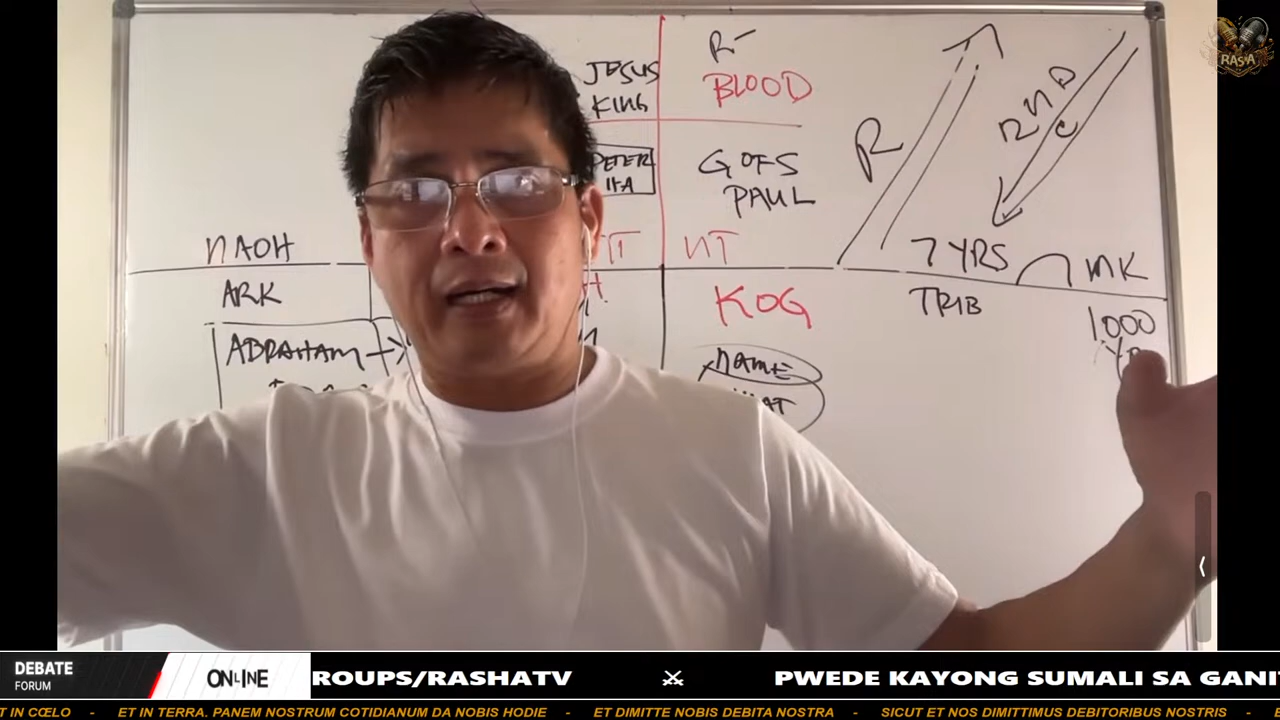 RASA
JESUS
KING
R
BLOOD
PETER
NAOH
ARK
ABRAHAM
GOFS
PAUL
NT
KOG
NAME
R
2ND
C
7 YRS
TRIB
MK
1000
DEBATE
FORUM
ONLINE
ROUPS/RASHATV
PWEDE KAYONG SUMALI SA GANI
T IN CŒLO - ET IN TERRA. PANEM NOSTRUM COTIDIANUM DA NOBIS HODIE - ET DIMITTE NOBIS DEBITA NOSTRA - SICUT ET NOS DIMITTIMUS DEBITORIBUS NOSTRIS -